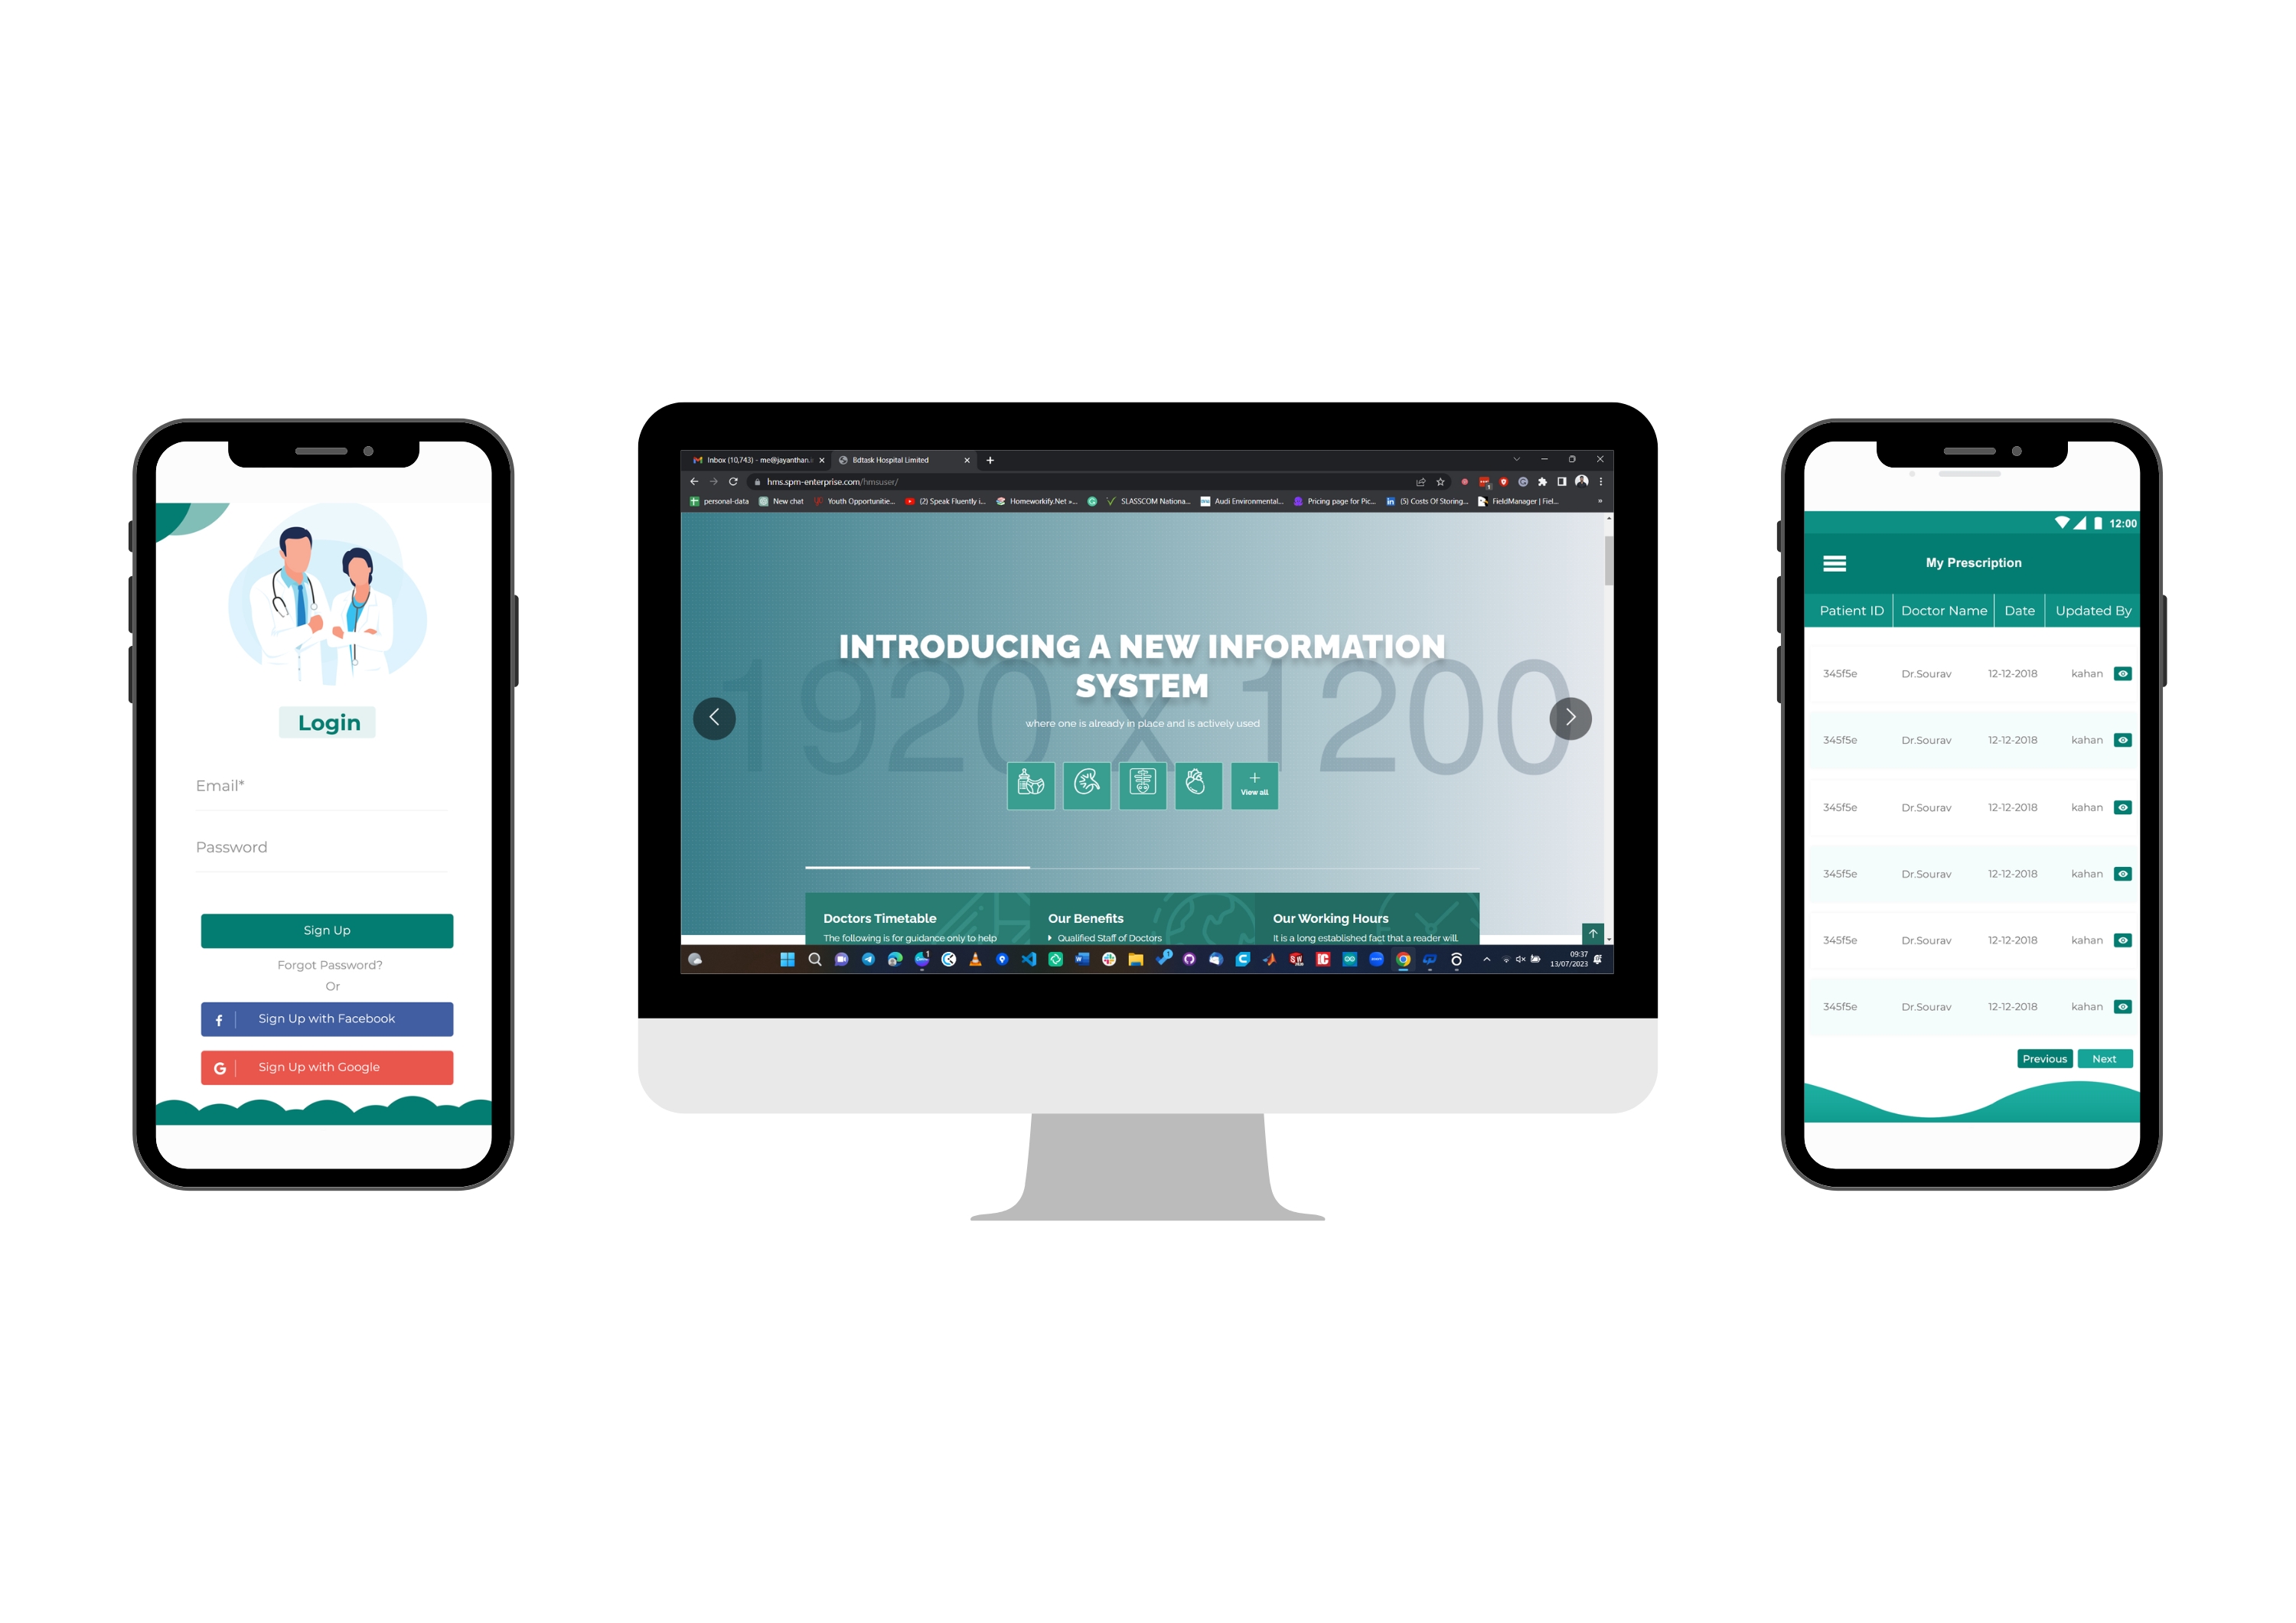 Login
Email*
Password
Sign Up
Forgot Password?
Or
Sign Up with Facebook
G Sign Up with Google
Inbox (10,743) - me@jayanthan.
Bdtask Hospital Limited
hms.spm-enterprise.com/hmsuser/
personal-data New chat Youth Opportunitie... (2) Speak Fluently i... Homeworkify.Net »... SLASSCOM Nationa... Audi Environmental... Pricing page for Pic... (5) Costs Of Storing... FieldManager | Fiel...
1920 x 1200
INTRODUCING A NEW INFORMATION
SYSTEM
where one is already in place and is actively used
View all
Doctors Timetable
The following is for guidance only to help
Our Benefits
Qualified Staff of Doctors
Our Working Hours
It is a long established fact that a reader will
09:37
13/07/2023
12:00
My Prescription
Patient ID Doctor Name Date Updated By
345f5e Dr.Sourav 12-12-2018 kahan
345f5e Dr.Sourav 12-12-2018 kahan
345f5e Dr.Sourav 12-12-2018 kahan
345f5e Dr.Sourav 12-12-2018 kahan
345f5e Dr.Sourav 12-12-2018 kahan
345f5e Dr.Sourav 12-12-2018 kahan
Previous Next